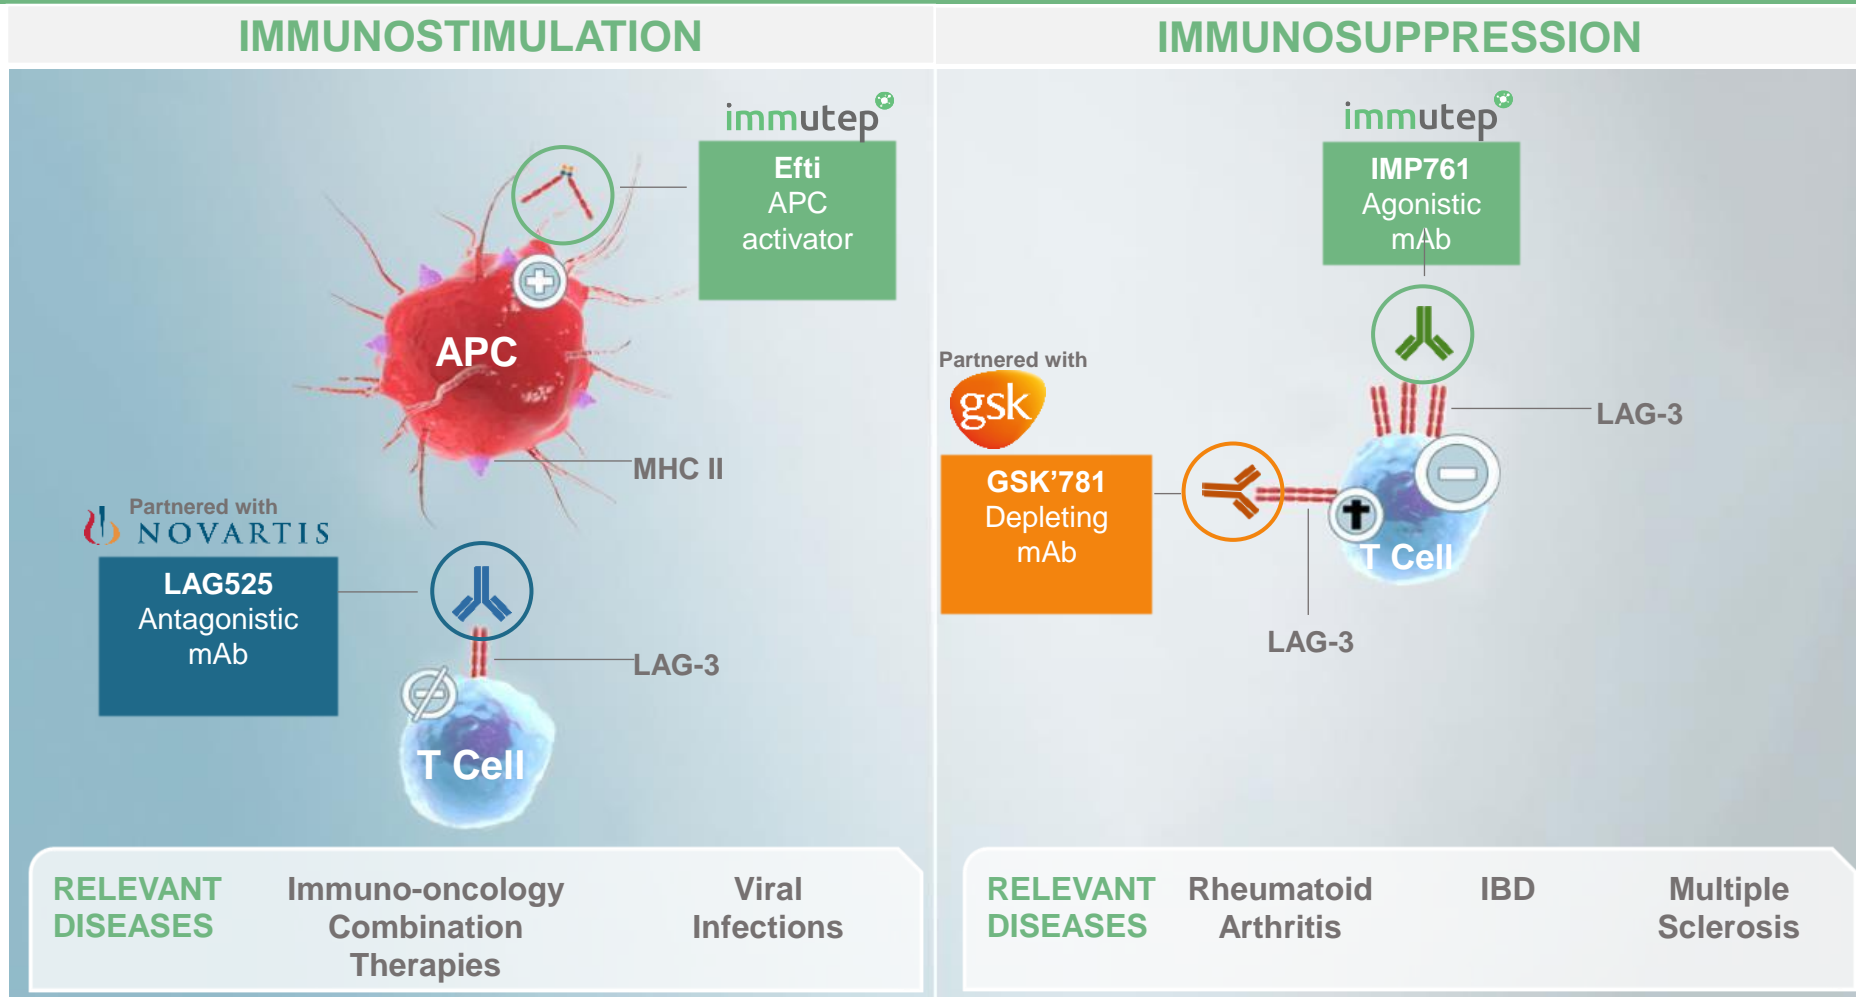 IMMUNOSTIMULATION
immutep
Efti
APC
activator
APC
MHC II
Partnered with
NOVARTIS
LAG525
Antagonistic
mAb
LAG-3
T Cell
RELEVANT
DISEASES
Immuno-oncology
Combination
Therapies
Viral
Infections
IMMUNOSUPPRESSION
immutep
IMP761
Agonistic
mAb
Partnered with
gsk
LAG-3
GSK’781
Depleting
mAb
T Cell
LAG-3
RELEVANT
DISEASES
Rheumatoid
Arthritis
IBD
Multiple
Sclerosis